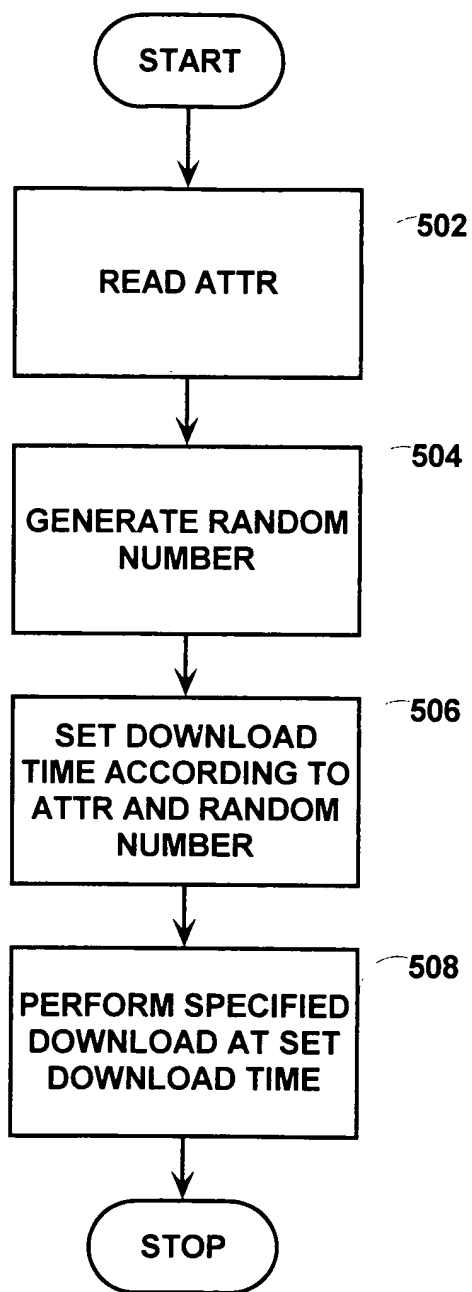 START
502
READ ATTR
504
GENERATE RANDOM
NUMBER
506
SET DOWNLOAD
TIME ACCORDING TO
ATTR AND RANDOM
NUMBER
508
PERFORM SPECIFIED
DOWNLOAD AT SET
DOWNLOAD TIME
STOP